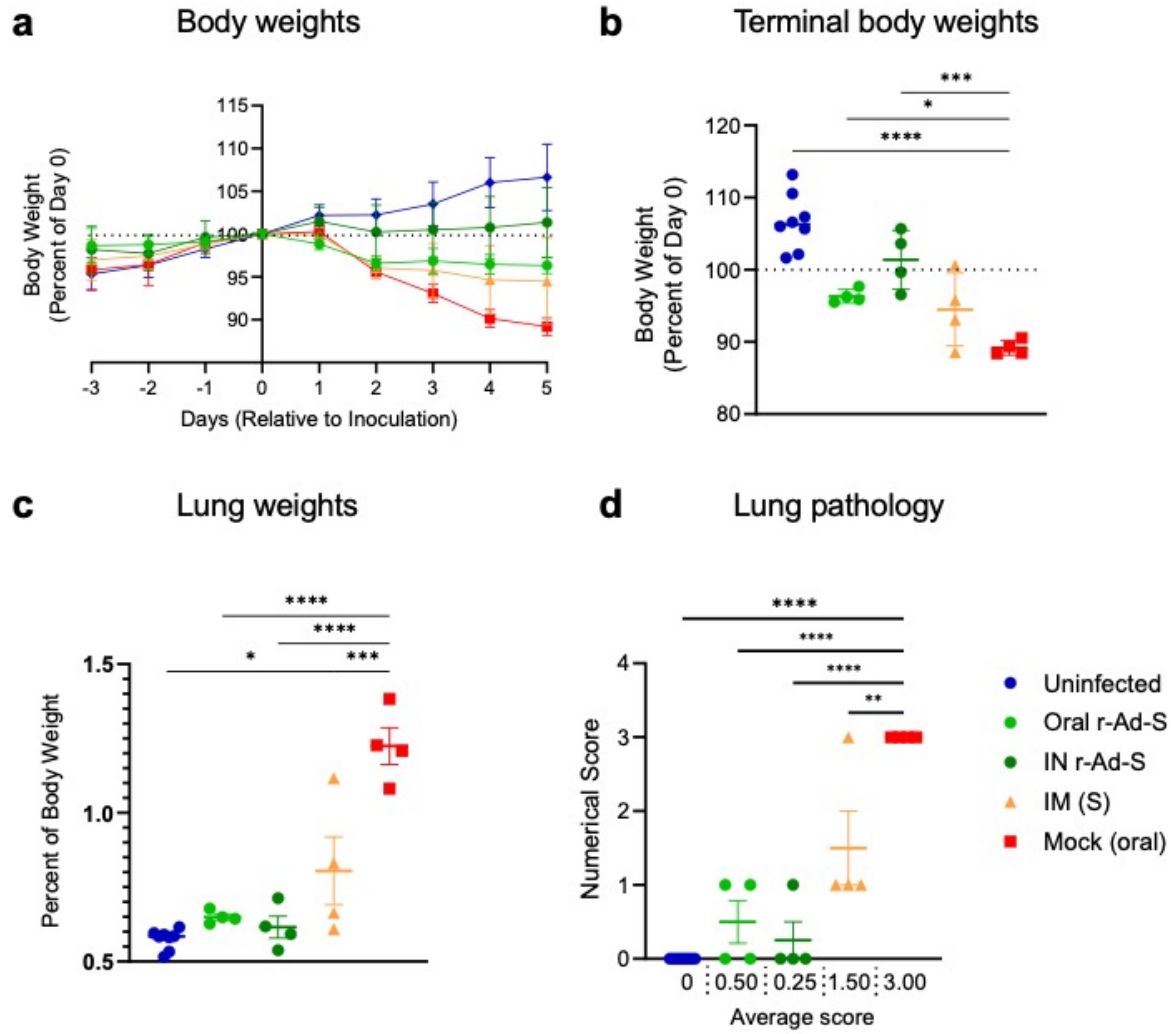 a Body weights
115
110
105
100
95
90
Body Weight
(Percent of Day 0)
-3 -2 -1 0 1 2 3 4 5
Days (Relative to Inoculation)
b Terminal body weights
***
*
****
120
110
100
90
80
Body Weight
(Percent of Day 0)
c Lung weights
****
****
* ***
1.5
1.0
0.5
Percent of Body Weight
d Lung pathology
****
****
****
**
4
3
2
1
0
Numerical Score
0 0.50 0.25 1.50 3.00
Average score
Uninfected
Oral r-Ad-S
IN r-Ad-S
IM (S)
Mock (oral)